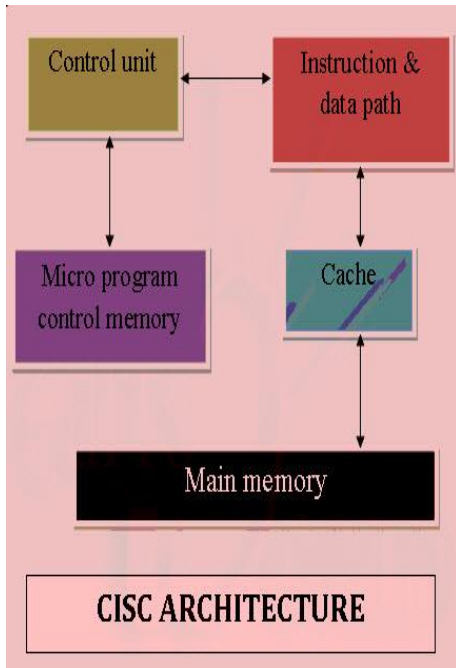 Control unit
Instruction &
data path
Micro program
control memory
Cache
Main memory
CISC ARCHITECTURE